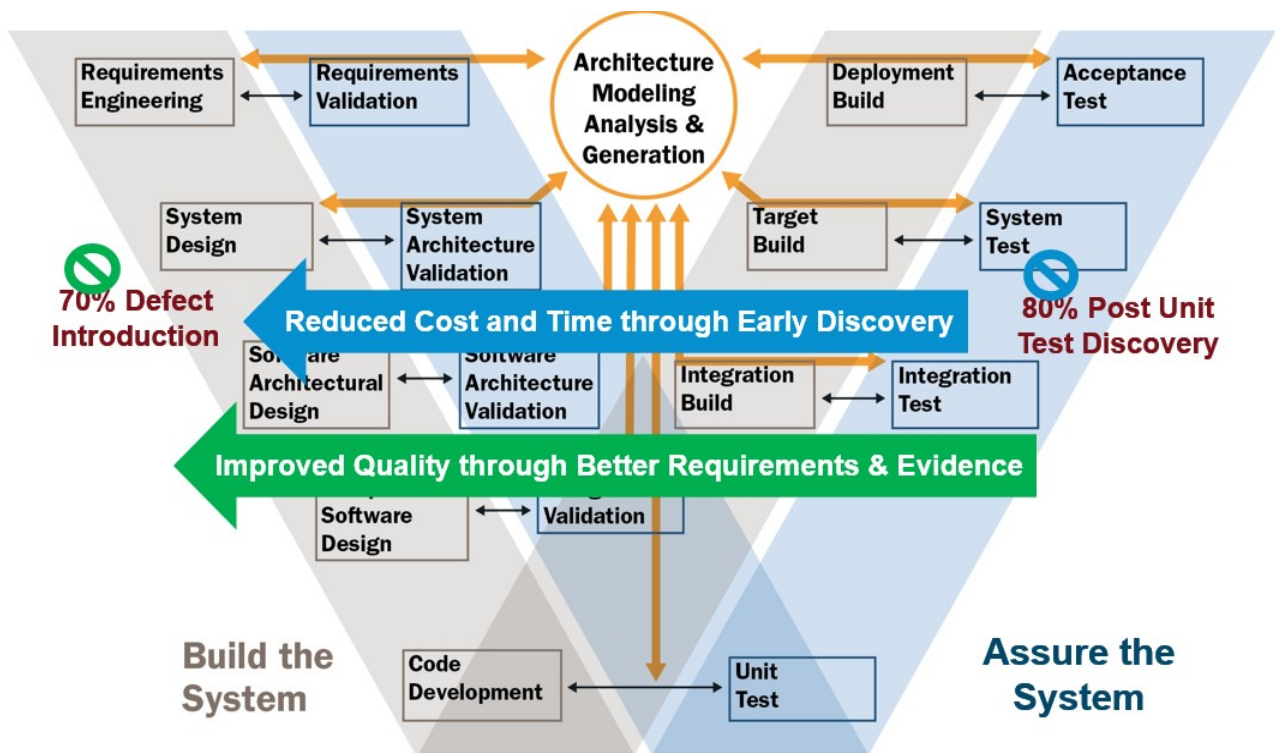 Architecture
Modeling
Analysis &
Generation
Requirements
Engineering
Requirements
Validation
Deployment
Build
Acceptance
Test
System
Design
System
Architecture
Validation
Target
Build
System
Test
70% Defect
Introduction
Reduced Cost and Time through Early Discovery
80% Post Unit
Test Discovery
Software
Architectural
Design
Software
Architecture
Validation
Integration
Build
Integration
Test
Improved Quality through Better Requirements & Evidence
Software
Design
Validation
Build the
System
Code
Development
Unit
Test
Assure the
System